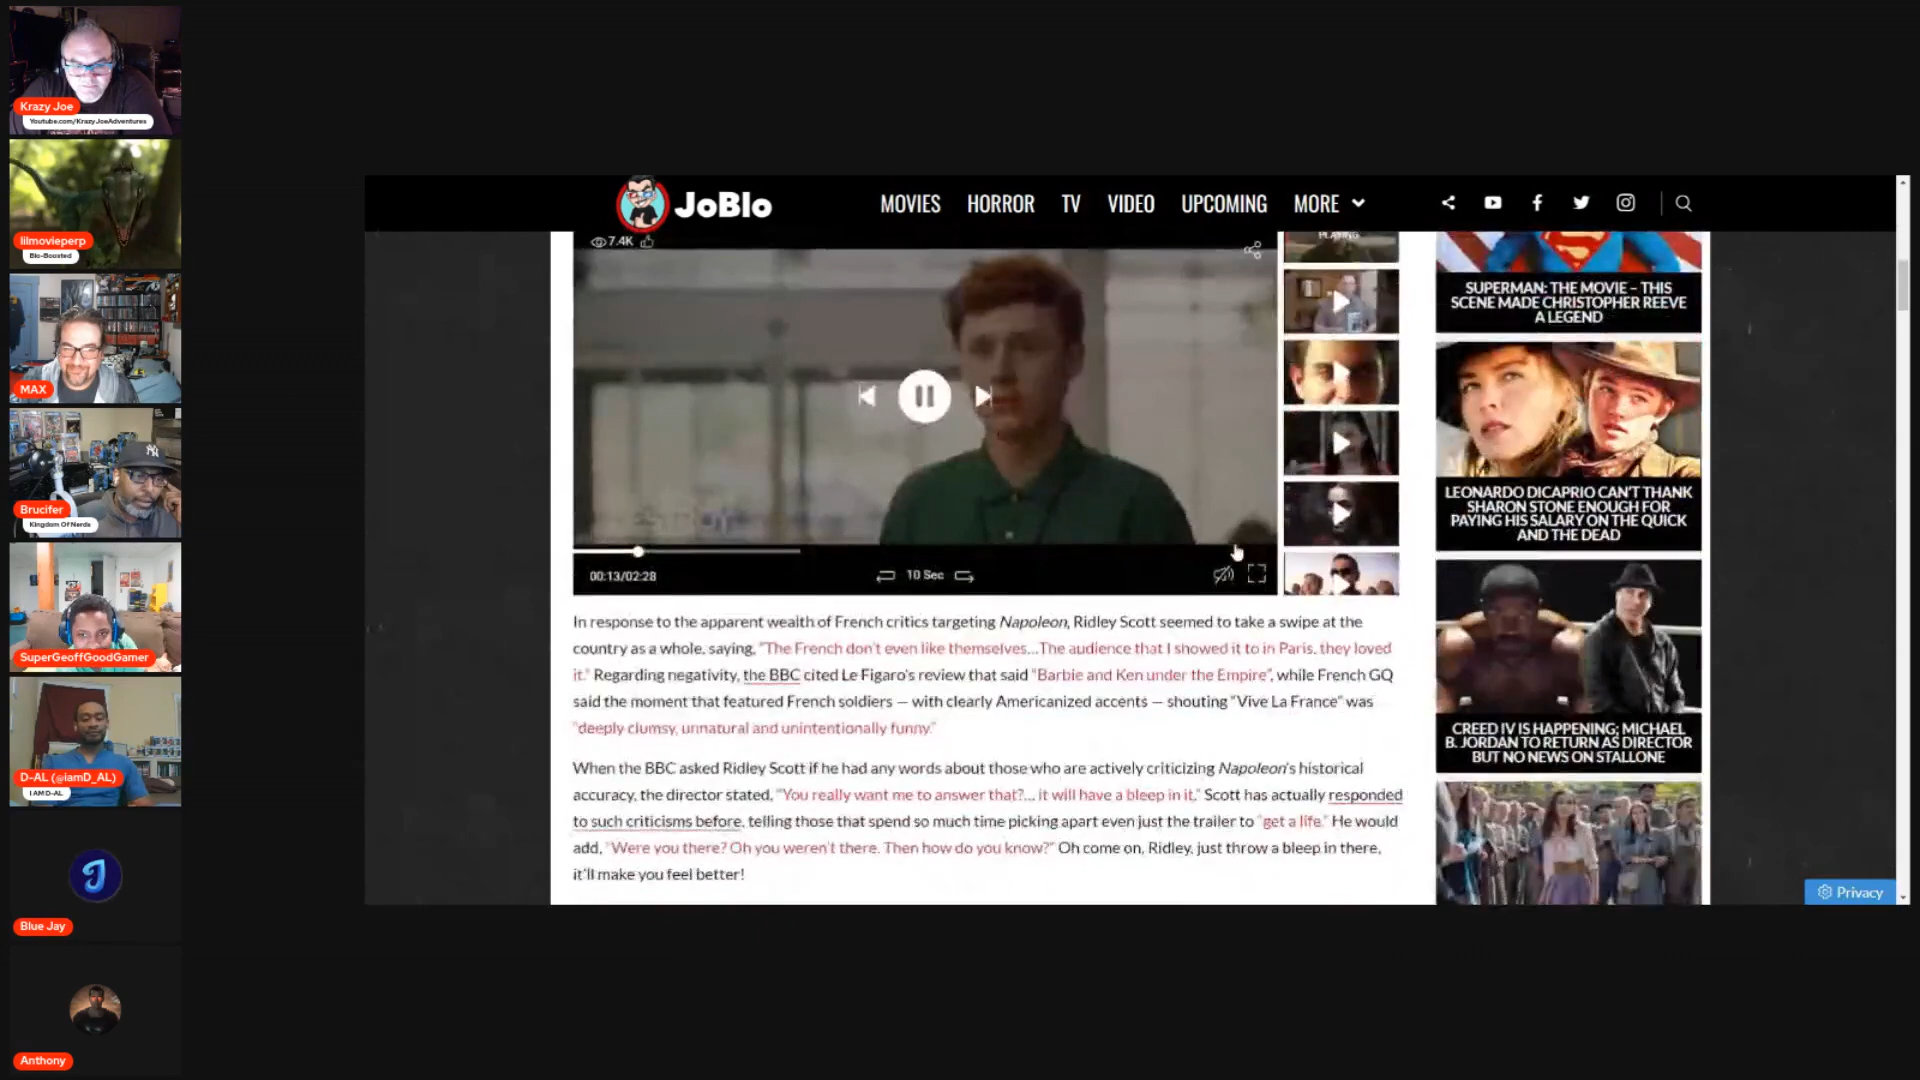 Krazy Joe
Youtube.com/KrazyJoeAdventures
lilmovieperp
Bio-Boosted
MAX
Brucifer
Kingdom Of Nerds
SuperGeoffGoodGamer
D-AL (@iamD_AL)
I AM D-AL
Blue Jay
Anthony
JoBlo
MOVIES HORROR TV VIDEO UPCOMING MORE
7.4K
PLAYING
00:13/02:28
10 Sec
In response to the apparent wealth of French critics targeting Napoleon, Ridley Scott seemed to take a swipe at the
country as a whole, saying, “The French don’t even like themselves…The audience that I showed it to in Paris, they loved
it.” Regarding negativity, the BBC cited Le Figaro’s review that said “Barbie and Ken under the Empire”, while French GQ
said the moment that featured French soldiers — with clearly Americanized accents — shouting “Vive La France” was
“deeply clumsy, unnatural and unintentionally funny.”
When the BBC asked Ridley Scott if he had any words about those who are actively criticizing Napoleon’s historical
accuracy, the director stated, “You really want me to answer that?… it will have a bleep in it.” Scott has actually responded
to such criticisms before, telling those that spend so much time picking apart even just the trailer to “get a life.” He would
add, “Were you there? Oh you weren’t there. Then how do you know?” Oh come on, Ridley, just throw a bleep in there,
it’ll make you feel better!
SUPERMAN: THE MOVIE – THIS
SCENE MADE CHRISTOPHER REEVE
A LEGEND
LEONARDO DICAPRIO CAN’T THANK
SHARON STONE ENOUGH FOR
PAYING HIS SALARY ON THE QUICK
AND THE DEAD
CREED IV IS HAPPENING; MICHAEL
B. JORDAN TO RETURN AS DIRECTOR
BUT NO NEWS ON STALLONE
Privacy